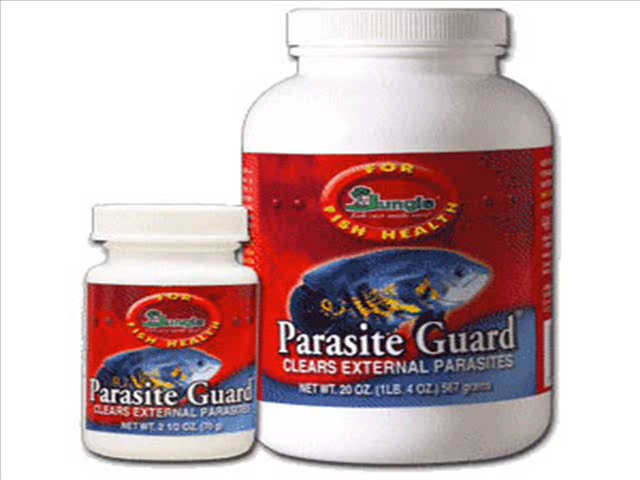 FOR
Jungle
FISH HEALTH
Parasite Guard
CLEARS EXTERNAL PARASITES
NET WT. 20 OZ. (1LB. 4 OZ.) 567 grams
FOR
Jungle
FISH HEALTH
Parasite Guard
CLEARS EXTERNAL PARASITES
NET WT. 2 1/2 OZ. (70 g)